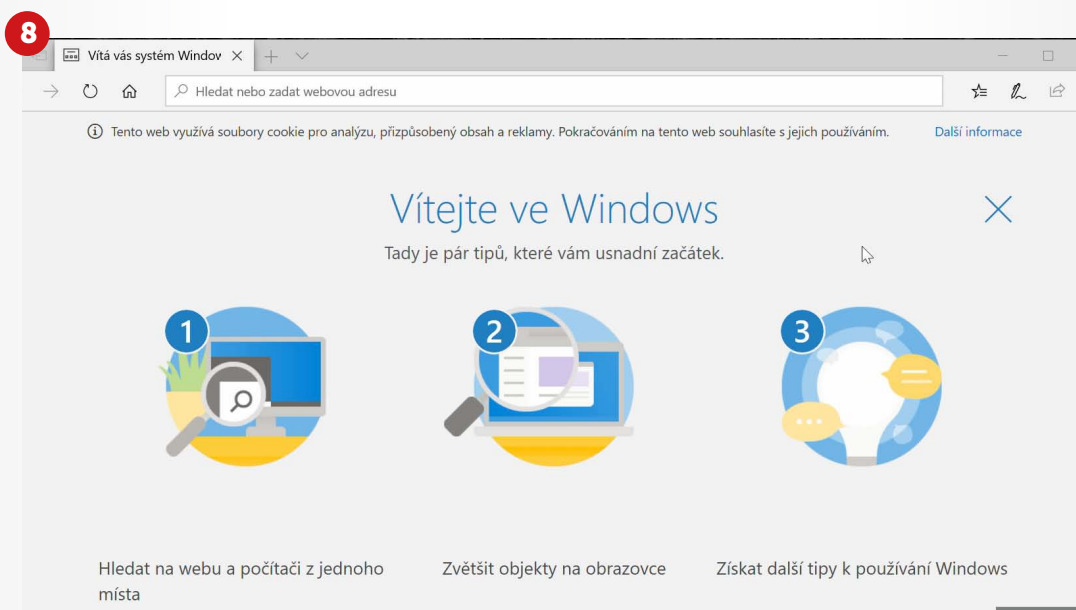 8
Vítá vás systém Window
Hledat nebo zadat webovou adresu
Tento web využívá soubory cookie pro analýzu, přizpůsobený obsah a reklamy. Pokračováním na tento web souhlasíte s jejich používáním. Další informace
Vítejte ve Windows
Tady je pár tipů, které vám usnadní začátek.
1 2 3
Hledat na webu a počítači z jednoho místa
Zvětšit objekty na obrazovce
Získat další tipy k používání Windows